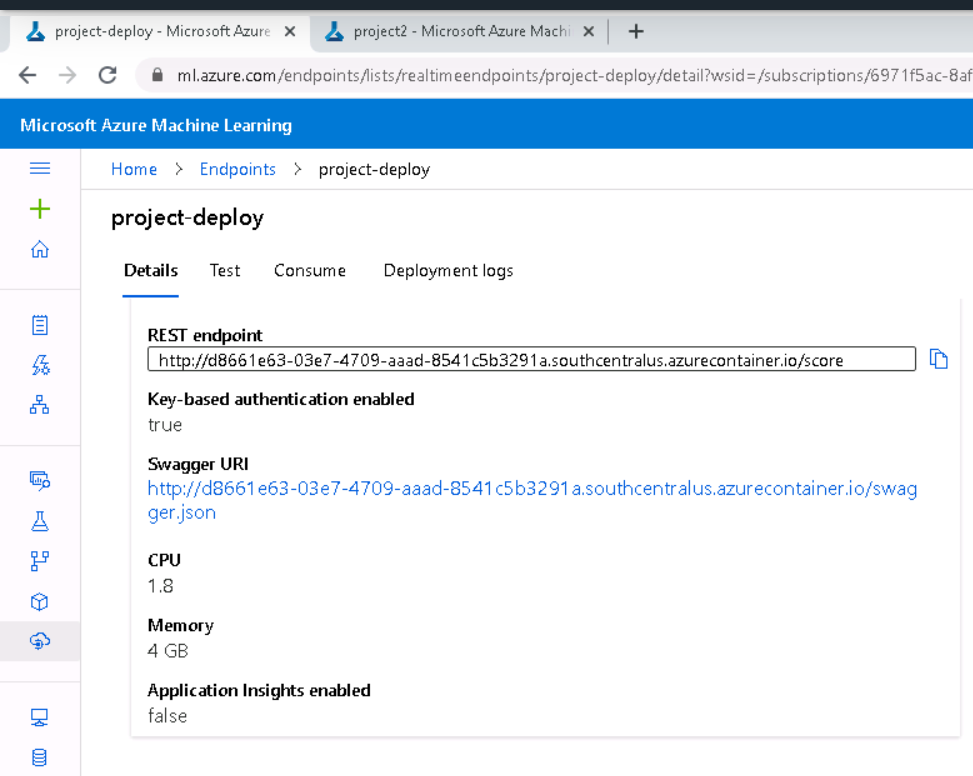 project-deploy - Microsoft Azure
project2 - Microsoft Azure Machi
ml.azure.com/endpoints/lists/realtimeendpoints/project-deploy/detail?wsid=/subscriptions/6971f5ac-8af
Microsoft Azure Machine Learning
Home > Endpoints > project-deploy
project-deploy
Details Test Consume Deployment logs
REST endpoint
http://d8661e63-03e7-4709-aaad-8541c5b3291a.southcentralus.azurecontainer.io/score
Key-based authentication enabled
true
Swagger URI
http://d8661e63-03e7-4709-aaad-8541c5b3291a.southcentralus.azurecontainer.io/swag
ger.json
CPU
1.8
Memory
4 GB
Application Insights enabled
false